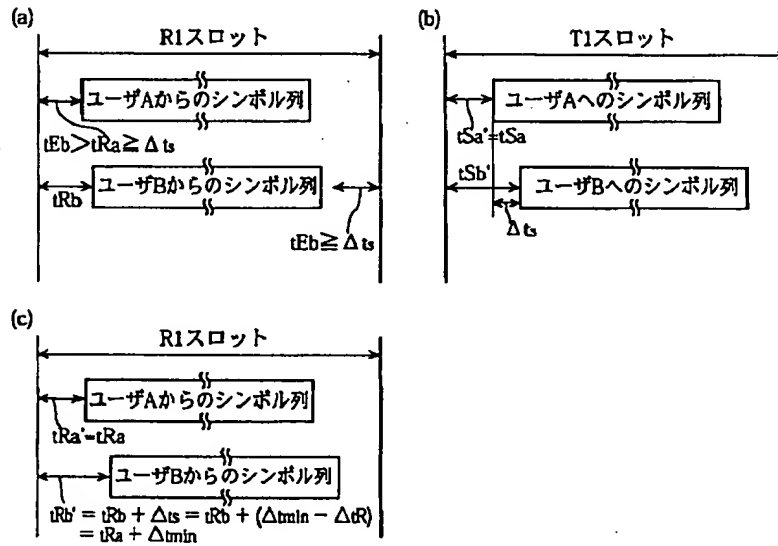 (a)
R1スロット
ユーザAからのシンボル列
tEb>tRa≧Δts
ユーザBからのシンボル列
tRb
tEb≧Δts
(b)
T1スロット
ユーザAへのシンボル列
tSa'=tSa
tSb'
ユーザBへのシンボル列
Δts
(c)
R1スロット
ユーザAからのシンボル列
tRa'=tRa
ユーザBからのシンボル列
tRb' = tRb + Δts = tRb + (Δtmin − ΔtR)
= tRa + Δtmin